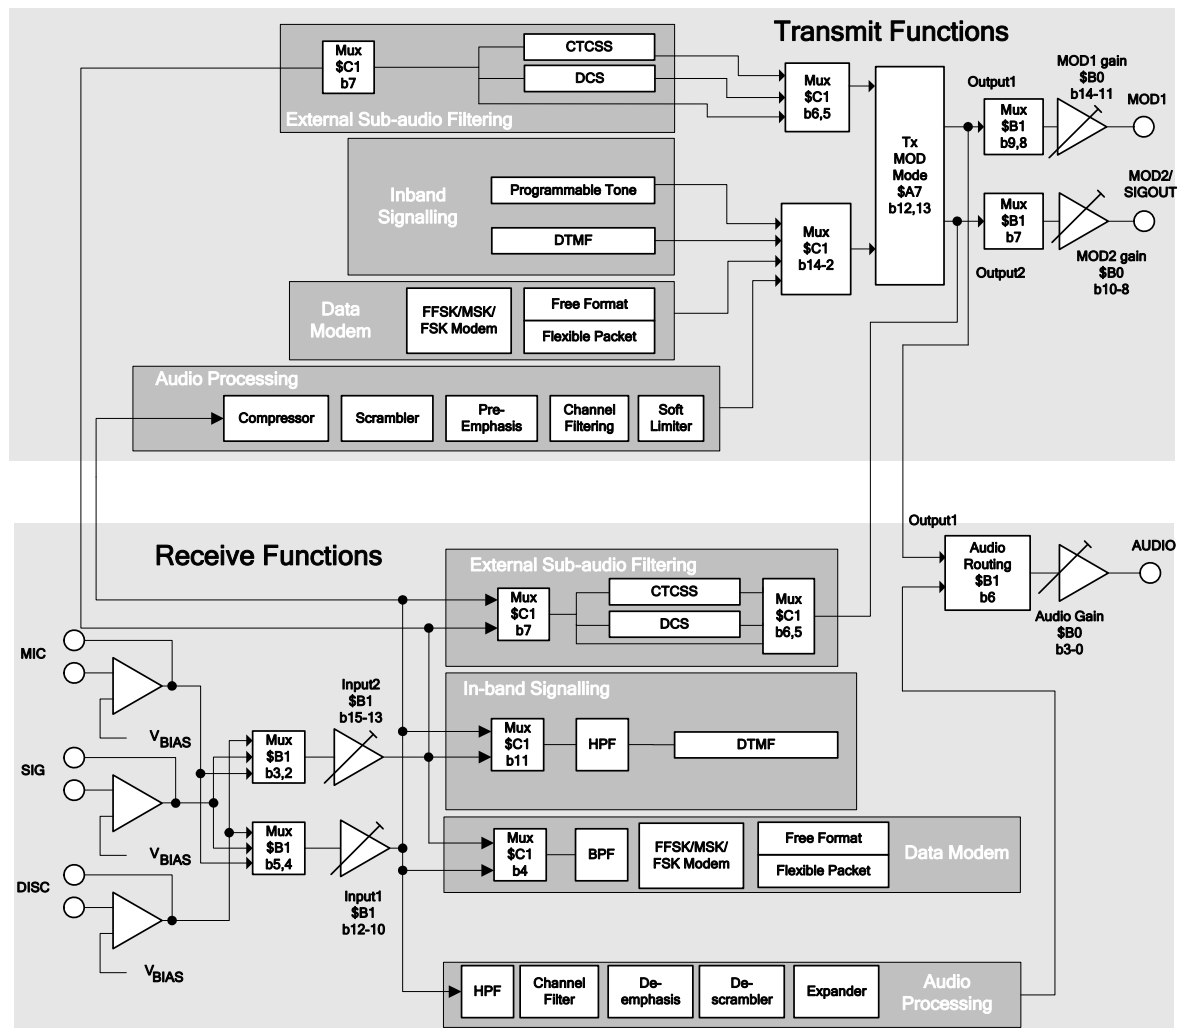 Transmit Functions
Mux
$C1
b7
CTCSS
DCS
External Sub-audio Filtering
Mux
$C1
b6,5
Tx
MOD
Mode
$A7
b12,13
Output1
Mux
$B1
b9,8
MOD1 gain
$B0
b14-11
MOD1
Inband
Signalling
Programmable Tone
DTMF
Mux
$C1
b14-2
Mux
$B1
b7
Output2
MOD2/
SIGOUT
MOD2 gain
$B0
b10-8
Data
Modem
FFSK/MSK/
FSK Modem
Free Format
Flexible Packet
Audio Processing
Compressor
Scrambler
Pre-
Emphasis
Channel
Filtering
Soft
Limiter
Receive Functions
Output1
Audio
Routing
$B1
b6
Audio Gain
$B0
b3-0
AUDIO
External Sub-audio Filtering
Mux
$C1
b7
CTCSS
DCS
Mux
$C1
b6,5
MIC
VBIAS
SIG
VBIAS
DISC
VBIAS
Mux
$B1
b3,2
Input2
$B1
b15-13
Mux
$B1
b5,4
Input1
$B1
b12-10
In-band Signalling
Mux
$C1
b11
HPF
DTMF
Mux
$C1
b4
BPF
FFSK/MSK/
FSK Modem
Free Format
Flexible Packet
Data Modem
HPF
Channel
Filter
De-
emphasis
De-
scrambler
Expander
Audio
Processing